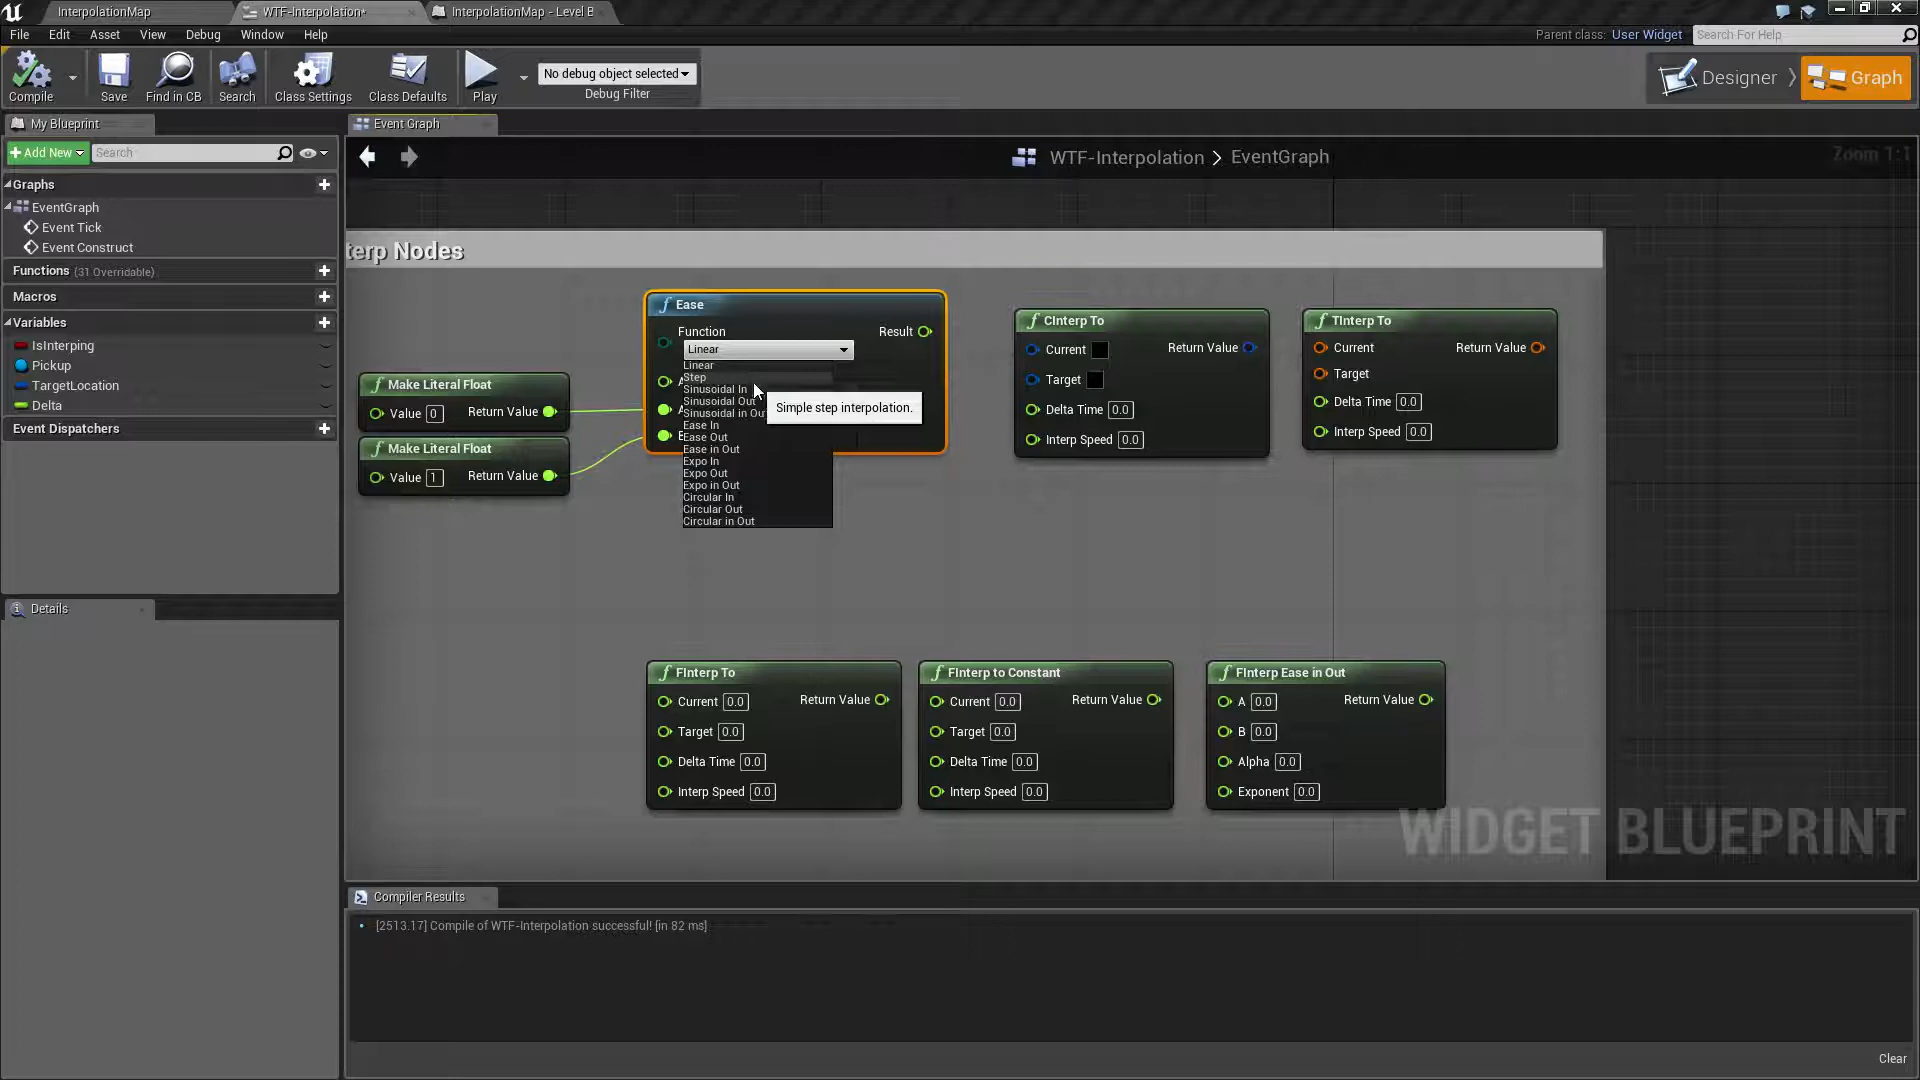 InterpolationMap
WTF-Interpolation*
InterpolationMap - Level B
File
Edit
Asset
View
Debug
Window
Help
Parent class: User Widget
Search For Help
Compile
Save
Find in CB
Search
Class Settings
Class Defaults
Play
No debug object selected
Debug Filter
Designer
Graph
My Blueprint
Event Graph
Add New
Search
WTF-Interpolation > EventGraph
Zoom 1:1
Graphs
EventGraph
Event Tick
Event Construct
Functions (31 Overridable)
Macros
Variables
IsInterping
Pickup
TargetLocation
Delta
Event Dispatchers
Details
terp Nodes
Make Literal Float
Value 0
Return Value
Make Literal Float
Value 1
Return Value
Ease
Function
Result
Linear
Linear
Step
Sinusoidal In
Sinusoidal Out
Sinusoidal in Ou
Ease In
Ease Out
Ease in Out
Expo In
Expo Out
Expo in Out
Circular In
Circular Out
Circular in Out
Simple step interpolation.
CInterp To
Current
Return Value
Target
Delta Time 0.0
Interp Speed 0.0
TInterp To
Current
Return Value
Target
Delta Time 0.0
Interp Speed 0.0
FInterp To
Current 0.0
Return Value
Target 0.0
Delta Time 0.0
Interp Speed 0.0
FInterp to Constant
Current 0.0
Return Value
Target 0.0
Delta Time 0.0
Interp Speed 0.0
FInterp Ease in Out
A 0.0
Return Value
B 0.0
Alpha 0.0
Exponent 0.0
WIDGET BLUEPRINT
Compiler Results
[2513.17] Compile of WTF-Interpolation successful! [in 82 ms]
Clear